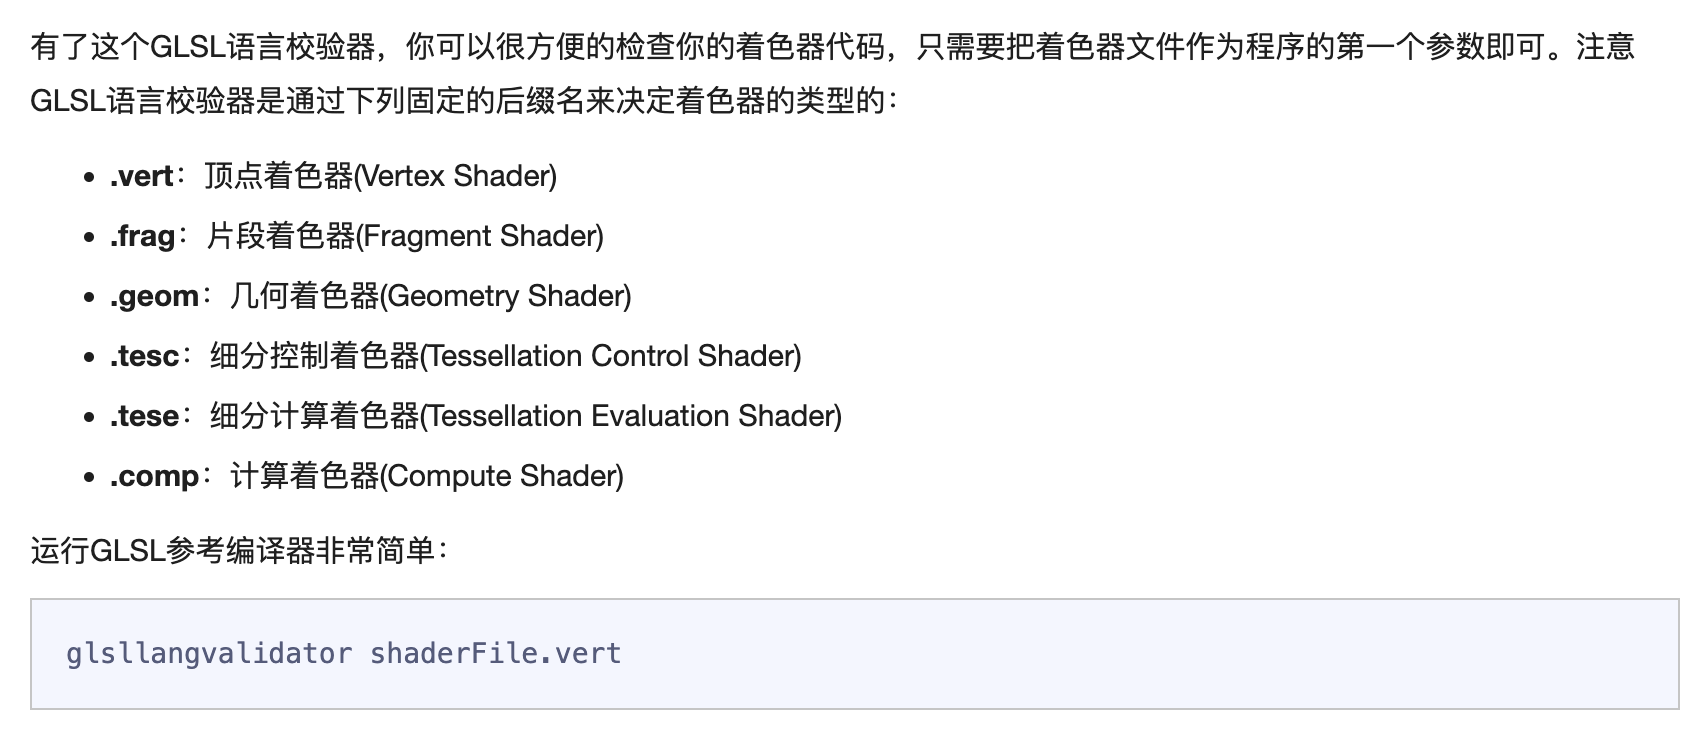 有了这个GLSL语言校验器，你可以很方便的检查你的着色器代码，只需要把着色器文件作为程序的第一个参数即可。注意
GLSL语言校验器是通过下列固定的后缀名来决定着色器的类型的：
• .vert：顶点着色器(Vertex Shader)
• .frag：片段着色器(Fragment Shader)
• .geom：几何着色器(Geometry Shader)
• .tesc：细分控制着色器(Tessellation Control Shader)
• .tese：细分计算着色器(Tessellation Evaluation Shader)
• .comp：计算着色器(Compute Shader)
运行GLSL参考编译器非常简单：
glsllangvalidator shaderFile.vert